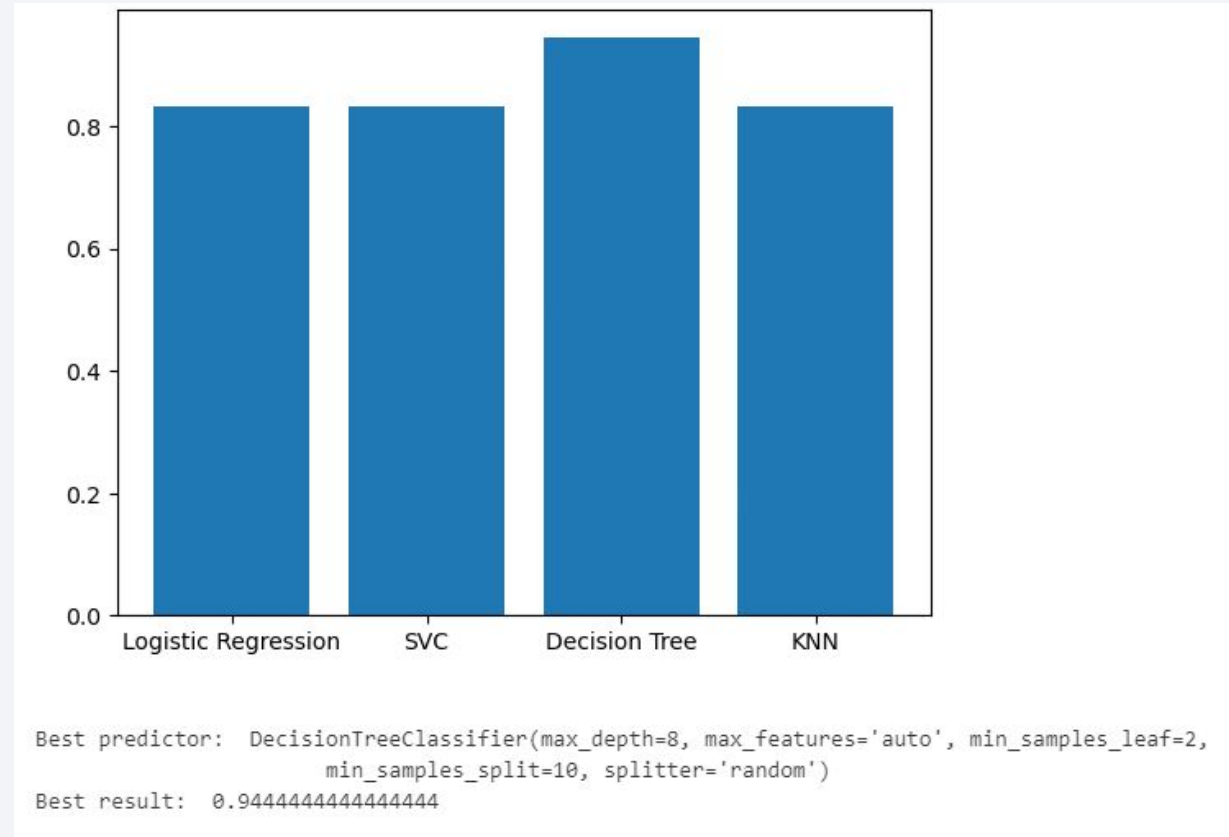 0.8
0.6
0.4
0.2
0.0
Logistic Regression SVC Decision Tree KNN
Best predictor:  DecisionTreeClassifier(max_depth=8, max_features='auto', min_samples_leaf=2,
min_samples_split=10, splitter='random')
Best result:  0.9444444444444444